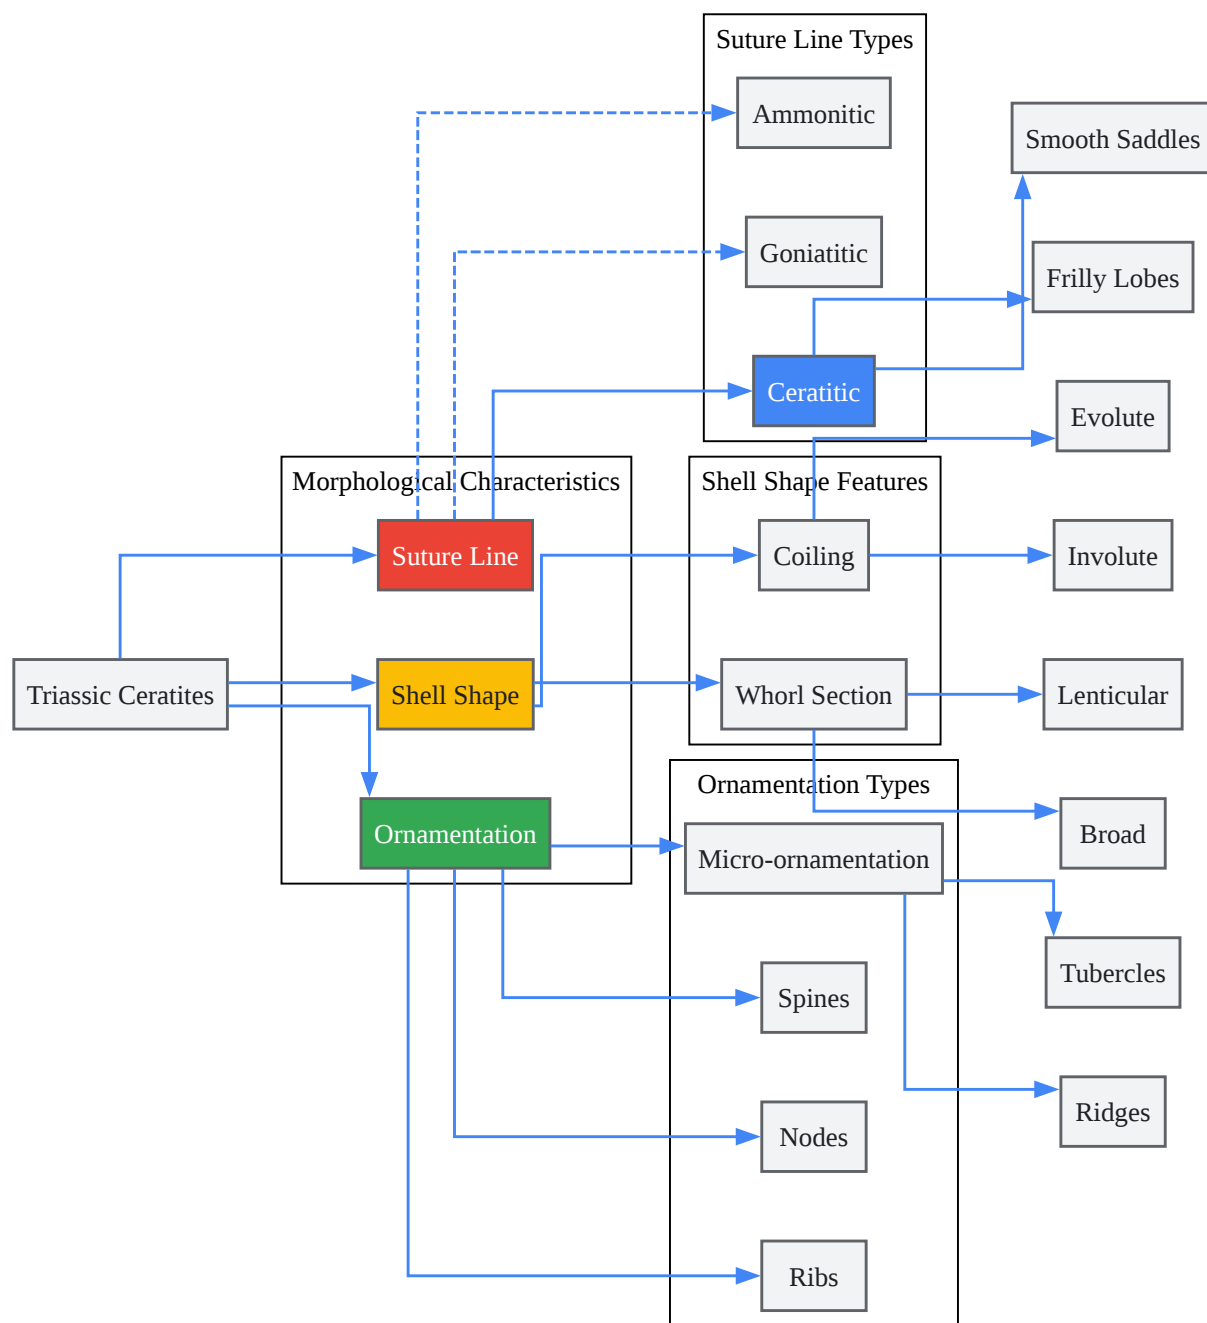 Suture Line Types
Ammonitic
Smooth Saddles
Goniatitic
Frilly Lobes
Ceratitic
Evolute
Morphological Characteristics
Shell Shape Features
Suture Line
Coiling
Involute
Triassic Ceratites
Shell Shape
Whorl Section
Lenticular
Ornamentation Types
Ornamentation
Micro-ornamentation
Broad
Tubercles
Spines
Ridges
Nodes
Ribs